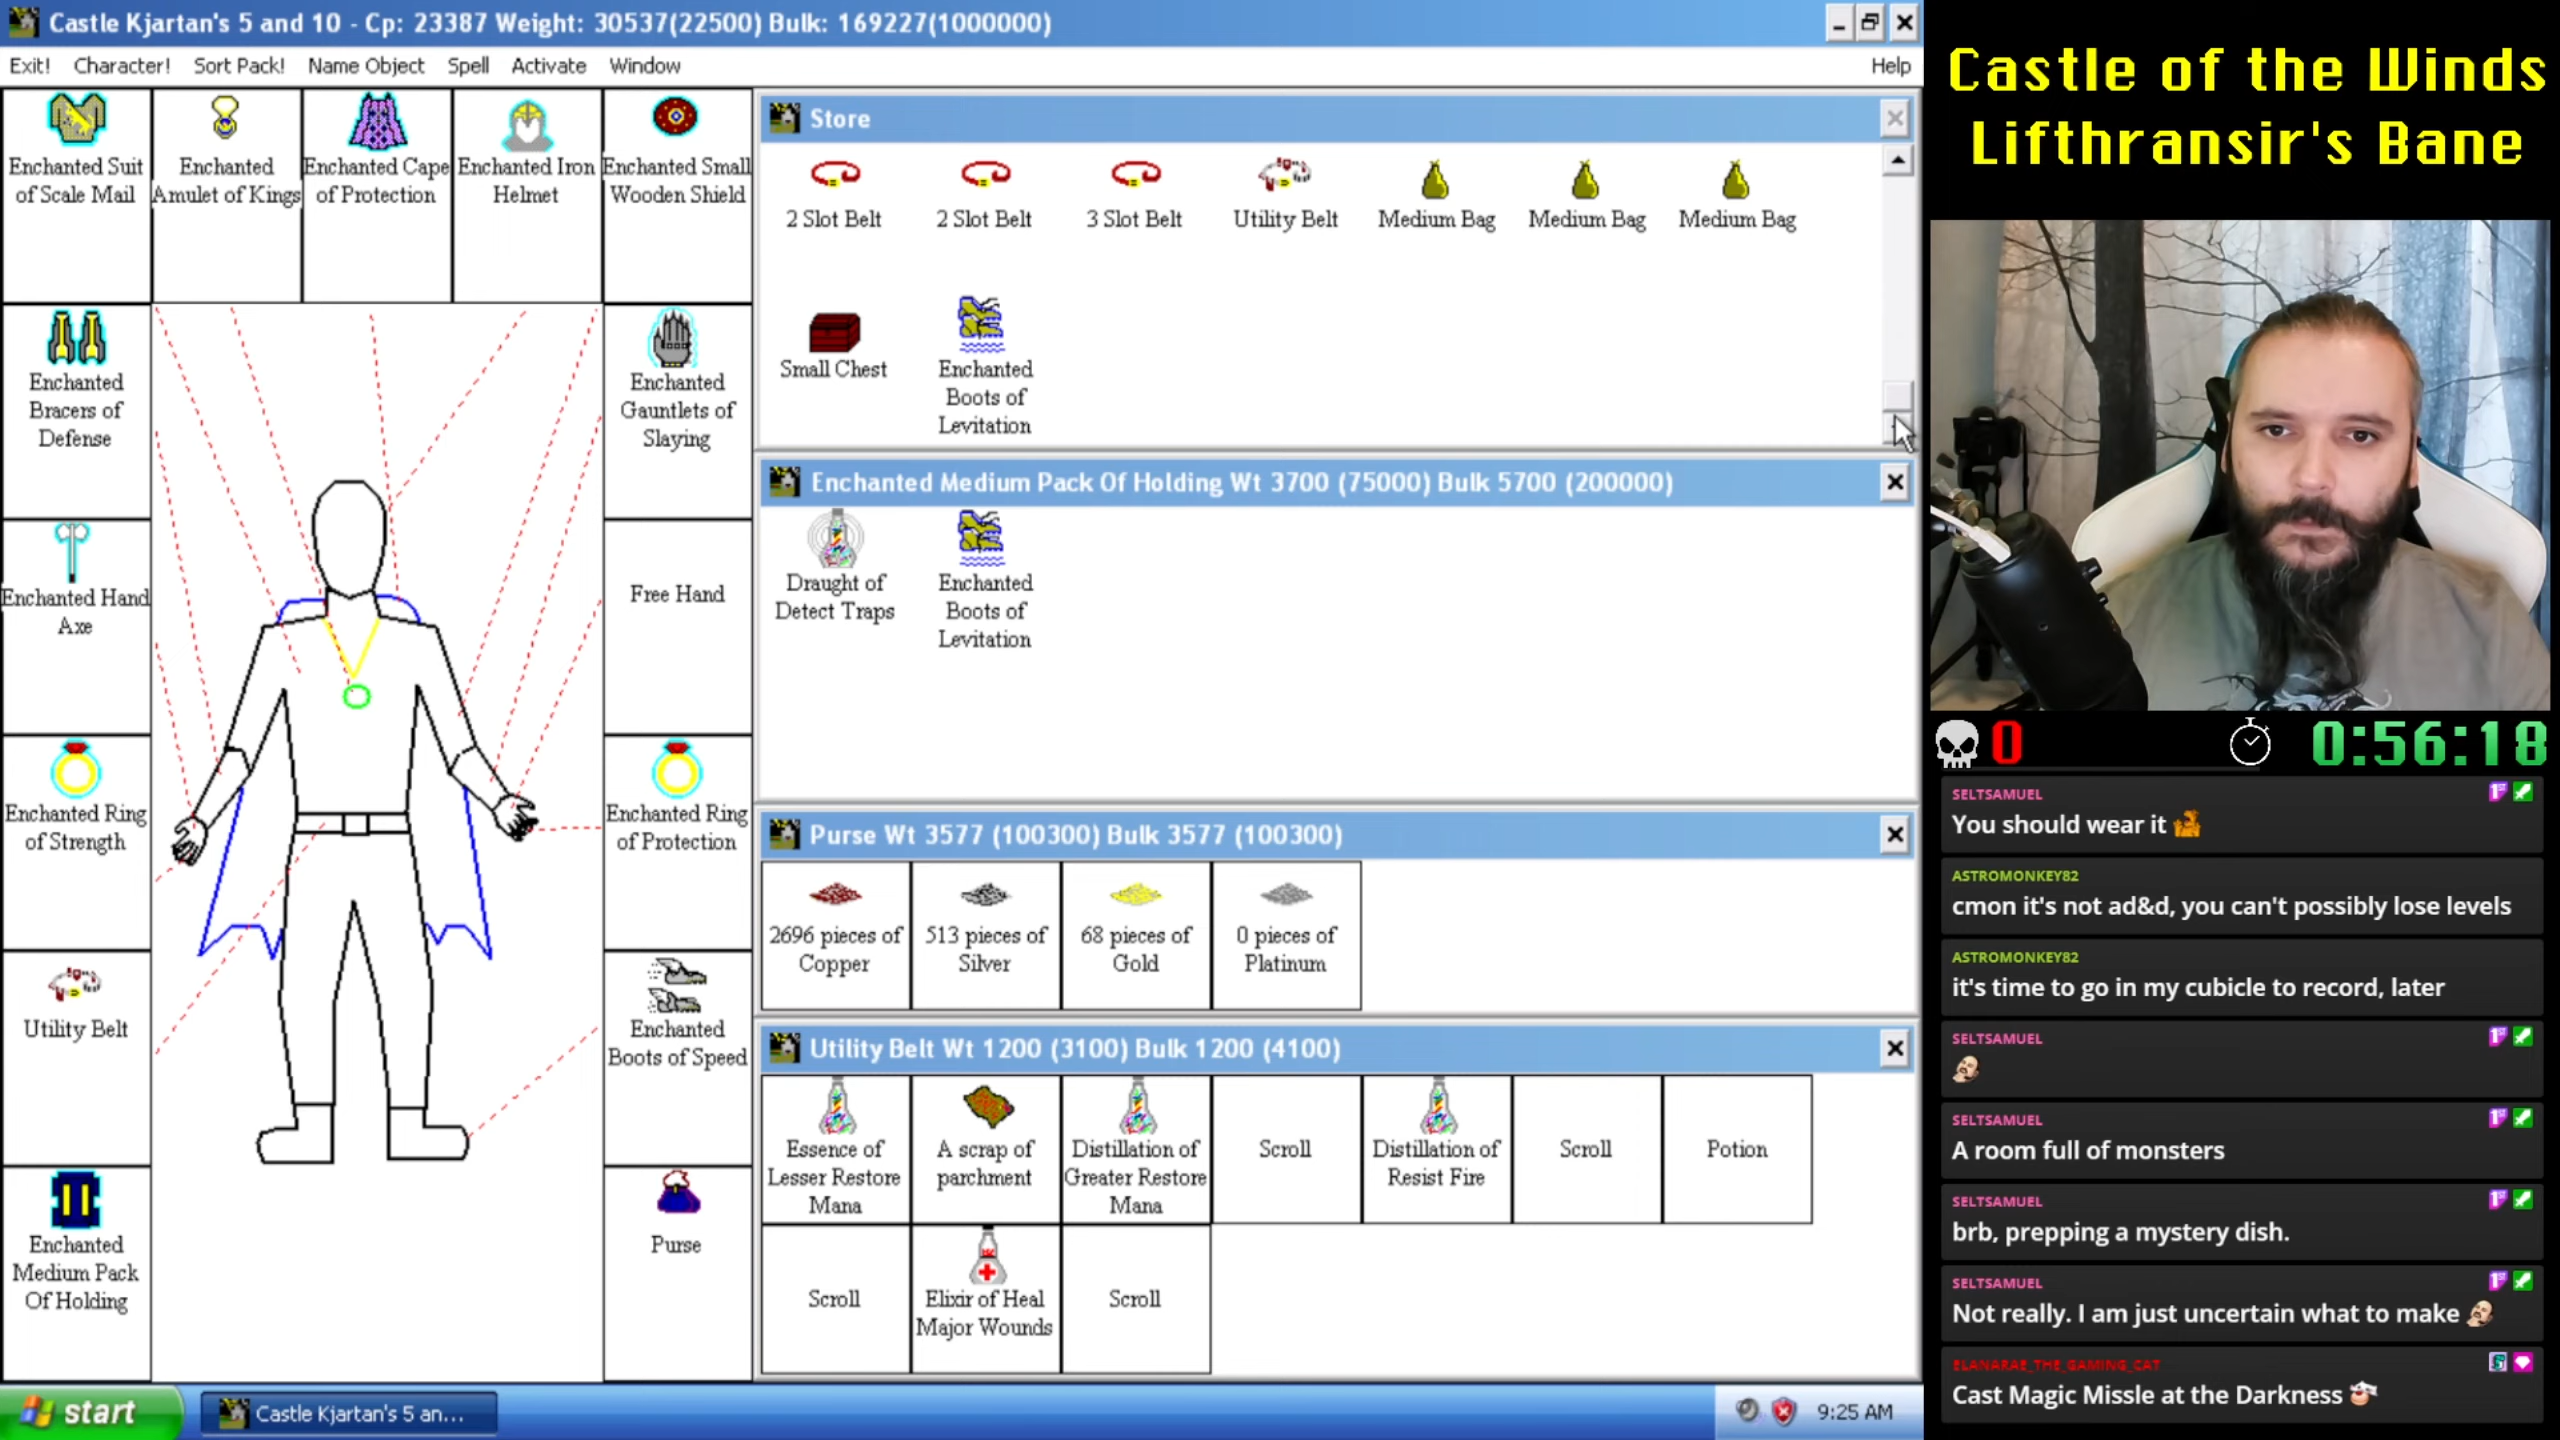 Castle Kjartan's 5 and 10 - Cp: 23387 Weight: 30537(22500) Bulk: 169227(1000000)
Exit! Character! Sort Pack! Name Object Spell Activate Window Help
Enchanted Suit
of Scale Mail
Enchanted
Amulet of Kings
Enchanted Cape
of Protection
Enchanted Iron
Helmet
Enchanted Small
Wooden Shield
Enchanted
Bracers of
Defense
Enchanted
Gauntlets of
Slaying
Enchanted Hand
Axe
Free Hand
Enchanted Ring
of Strength
Enchanted Ring
of Protection
Utility Belt
Enchanted
Boots of Speed
Enchanted
Medium Pack
Of Holding
Purse
Store
2 Slot Belt
2 Slot Belt
3 Slot Belt
Utility Belt
Medium Bag
Medium Bag
Medium Bag
Small Chest
Enchanted
Boots of
Levitation
Enchanted Medium Pack Of Holding Wt 3700 (75000) Bulk 5700 (200000)
Draught of
Detect Traps
Enchanted
Boots of
Levitation
Purse Wt 3577 (100300) Bulk 3577 (100300)
2696 pieces of
Copper
513 pieces of
Silver
68 pieces of
Gold
0 pieces of
Platinum
Utility Belt Wt 1200 (3100) Bulk 1200 (4100)
Essence of
Lesser Restore
Mana
A scrap of
parchment
Distillation of
Greater Restore
Mana
Scroll
Distillation of
Resist Fire
Scroll
Potion
Scroll
Elixir of Heal
Major Wounds
Scroll
start
Castle Kjartan's 5 an...
9:25 AM
Castle of the Winds
Lifthransir's Bane
0
0:56:18
SELTSAMUEL
You should wear it
ASTROMONKEY82
cmon it's not ad&d, you can't possibly lose levels
ASTROMONKEY82
it's time to go in my cubicle to record, later
SELTSAMUEL
SELTSAMUEL
A room full of monsters
SELTSAMUEL
brb, prepping a mystery dish.
SELTSAMUEL
Not really. I am just uncertain what to make
ELANARAE_THE_GAMING_CAT
Cast Magic Missle at the Darkness